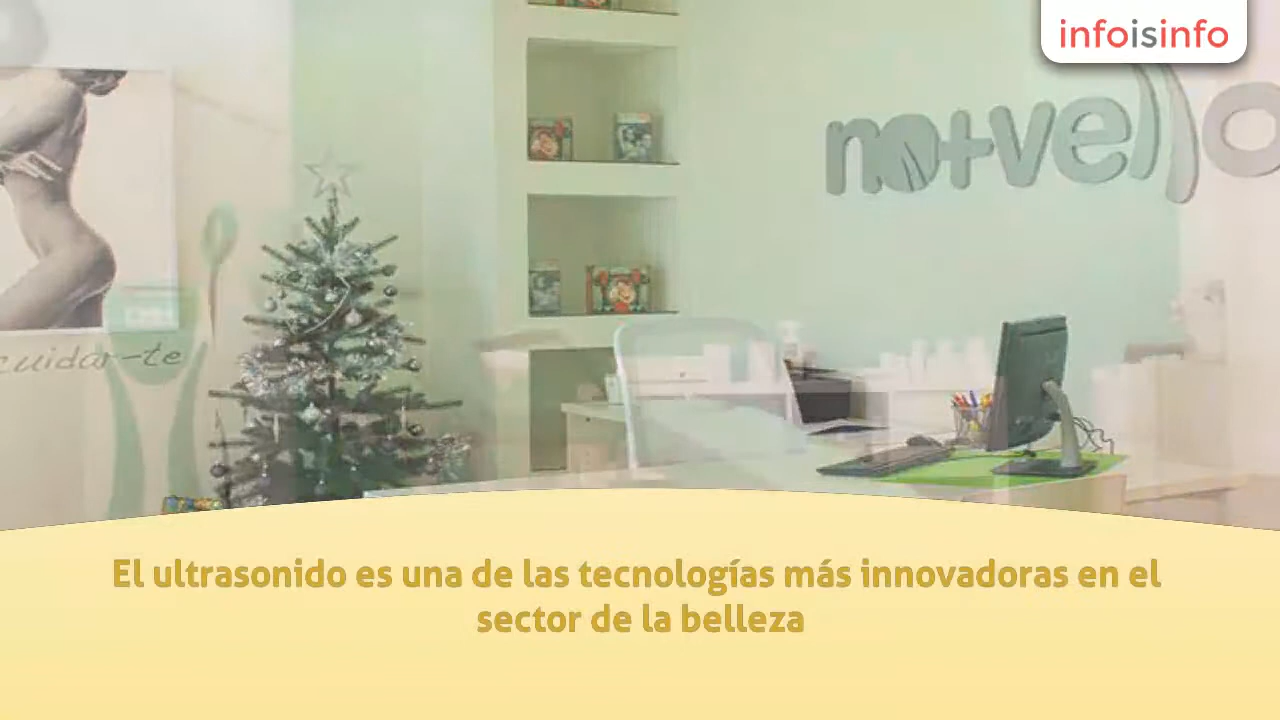 infoisinfo
no+vello
cuidar-te
El ultrasonido es una de las tecnologías más innovadoras en el
sector de la belleza